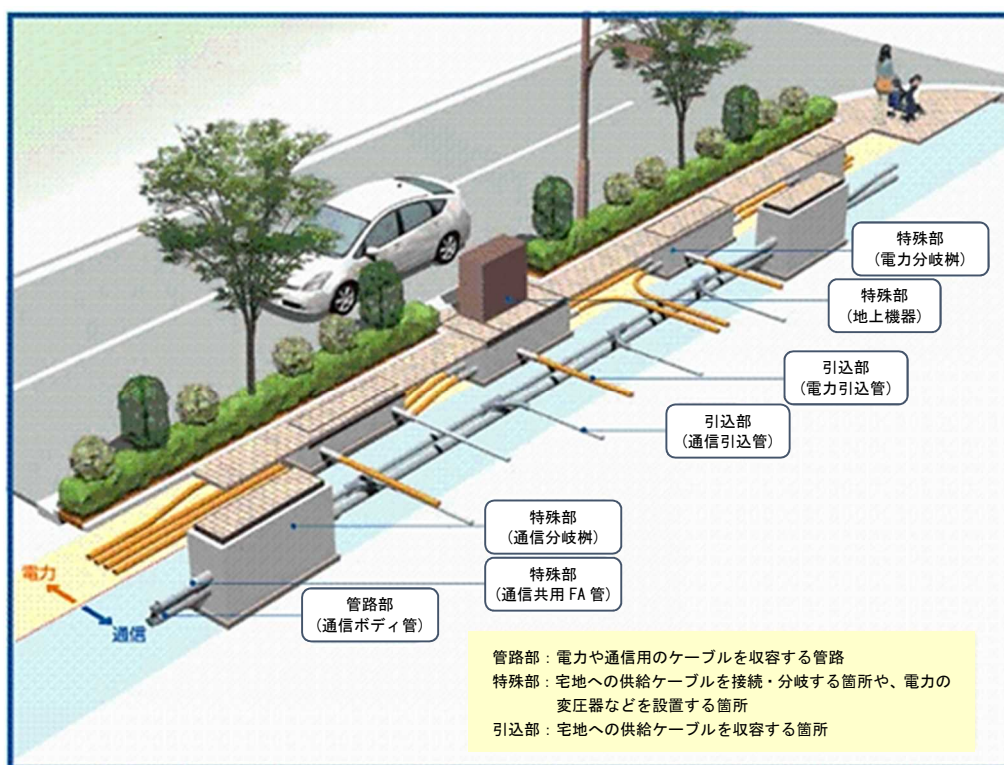 特殊部
(電力分岐桝)
特殊部
(地上機器)
引込部
(電力引込管)
引込部
(通信引込管)
特殊部
(通信分岐桝)
特殊部
(通信共用 FA 管)
管路部
(通信ボディ管)
電力
通信
管路部:電力や通信用のケーブルを収容する管路
特殊部:宅地への供給ケーブルを接続・分岐する箇所や、電力の
変圧器などを設置する箇所
引込部:宅地への供給ケーブルを収容する箇所